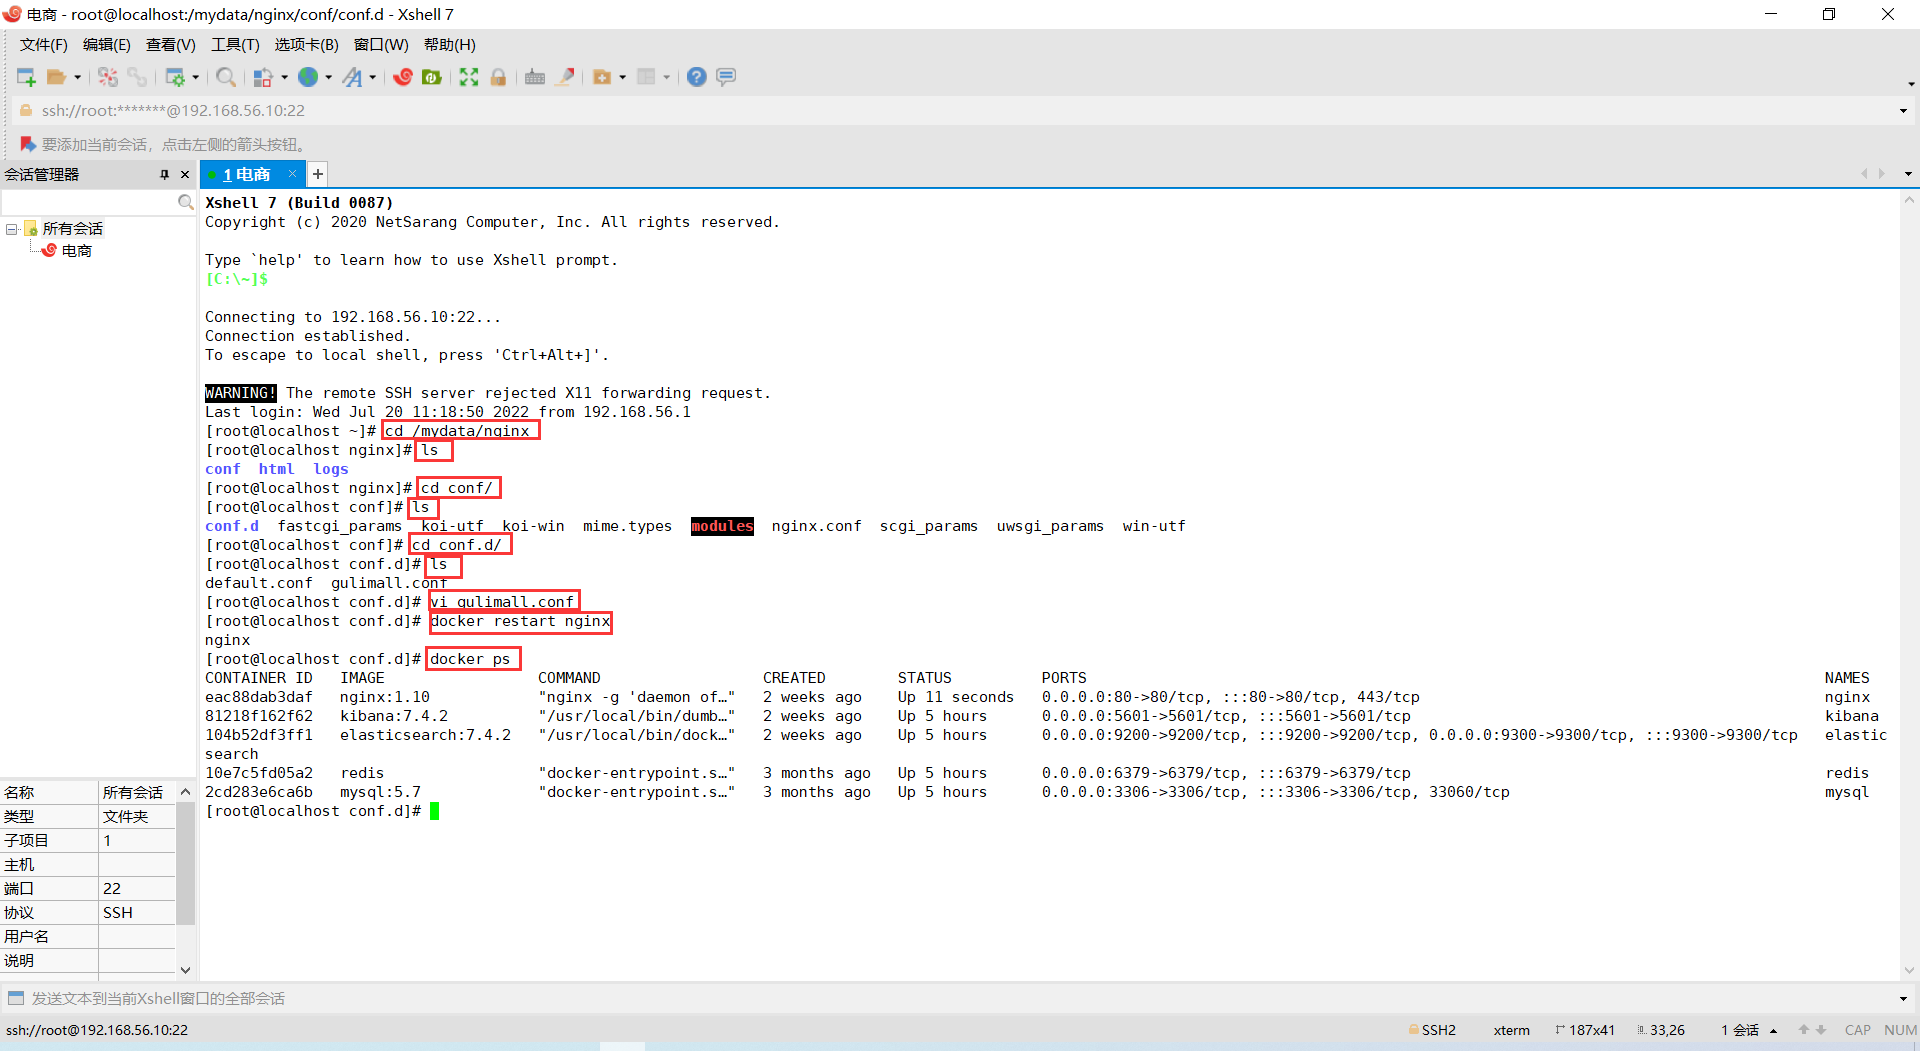 电商 - root@localhost:/mydata/nginx/conf/conf.d - Xshell 7
文件(F) 编辑(E) 查看(V) 工具(T) 选项卡(B) 窗口(W) 帮助(H)
ssh://root:*******@192.168.56.10:22
要添加当前会话，点击左侧的箭头按钮。
会话管理器
1 电商
所有会话
电商
Xshell 7 (Build 0087)
Copyright (c) 2020 NetSarang Computer, Inc. All rights reserved.
Type `help' to learn how to use Xshell prompt.
[C:\~]$
Connecting to 192.168.56.10:22...
Connection established.
To escape to local shell, press 'Ctrl+Alt+]'.
WARNING! The remote SSH server rejected X11 forwarding request.
Last login: Wed Jul 20 11:18:50 2022 from 192.168.56.1
[root@localhost ~]# cd /mydata/nginx
[root@localhost nginx]# ls
conf  html  logs
[root@localhost nginx]# cd conf/
[root@localhost conf]# ls
conf.d  fastcgi_params  koi-utf  koi-win  mime.types  modules  nginx.conf  scgi_params  uwsgi_params  win-utf
[root@localhost conf]# cd conf.d/
[root@localhost conf.d]# ls
default.conf  gulimall.conf
[root@localhost conf.d]# vi gulimall.conf
[root@localhost conf.d]# docker restart nginx
nginx
[root@localhost conf.d]# docker ps
CONTAINER ID   IMAGE                 COMMAND                  CREATED        STATUS          PORTS                                                                                  NAMES
eac88dab3daf   nginx:1.10            "nginx -g 'daemon of…"   2 weeks ago    Up 11 seconds   0.0.0.0:80->80/tcp, :::80->80/tcp, 443/tcp                                             nginx
81218f162f62   kibana:7.4.2          "/usr/local/bin/dumb…"   2 weeks ago    Up 5 hours      0.0.0.0:5601->5601/tcp, :::5601->5601/tcp                                              kibana
104b52df3ff1   elasticsearch:7.4.2   "/usr/local/bin/dock…"   2 weeks ago    Up 5 hours      0.0.0.0:9200->9200/tcp, :::9200->9200/tcp, 0.0.0.0:9300->9300/tcp, :::9300->9300/tcp   elastic
search
10e7c5fd05a2   redis                 "docker-entrypoint.s…"   3 months ago   Up 5 hours      0.0.0.0:6379->6379/tcp, :::6379->6379/tcp                                              redis
2cd283e6ca6b   mysql:5.7             "docker-entrypoint.s…"   3 months ago   Up 5 hours      0.0.0.0:3306->3306/tcp, :::3306->3306/tcp, 33060/tcp                                   mysql
[root@localhost conf.d]#
名称 所有会话
类型 文件夹
子项目 1
主机
端口 22
协议 SSH
用户名
说明
发送文本到当前Xshell窗口的全部会话
ssh://root@192.168.56.10:22 SSH2 xterm 187x41 33,26 1 会话 CAP NUM